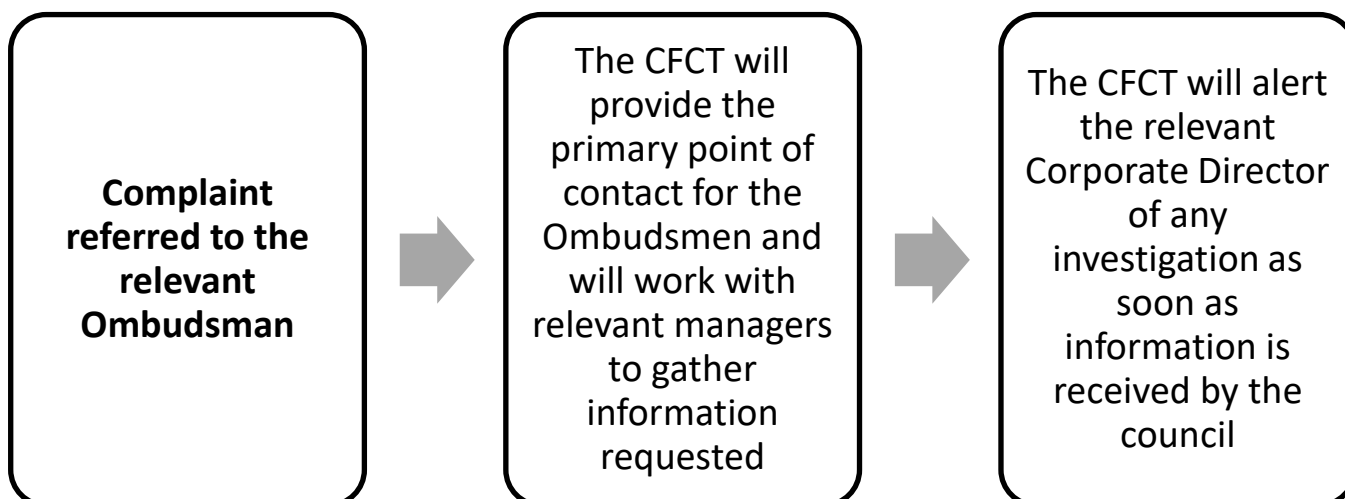 Complaint
referred to the
relevant
Ombudsman
The CFCT will
provide the
primary point of
contact for the
Ombudsmen and
will work with
relevant managers
to gather
information
requested
The CFCT will alert
the relevant
Corporate Director
of any
investigation as
soon as
information is
received by the
council